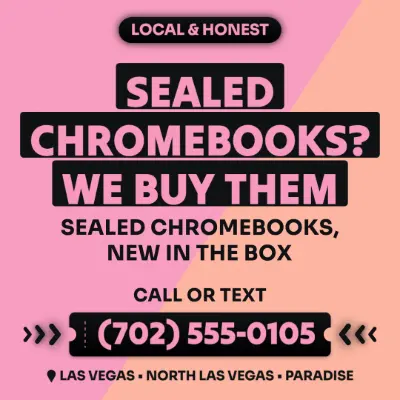 LOCAL & HONEST
SEALED
CHROMEBOOKS?
WE BUY THEM
SEALED CHROMEBOOKS,
NEW IN THE BOX
CALL OR TEXT
(702) 555-0105
LAS VEGAS • NORTH LAS VEGAS • PARADISE